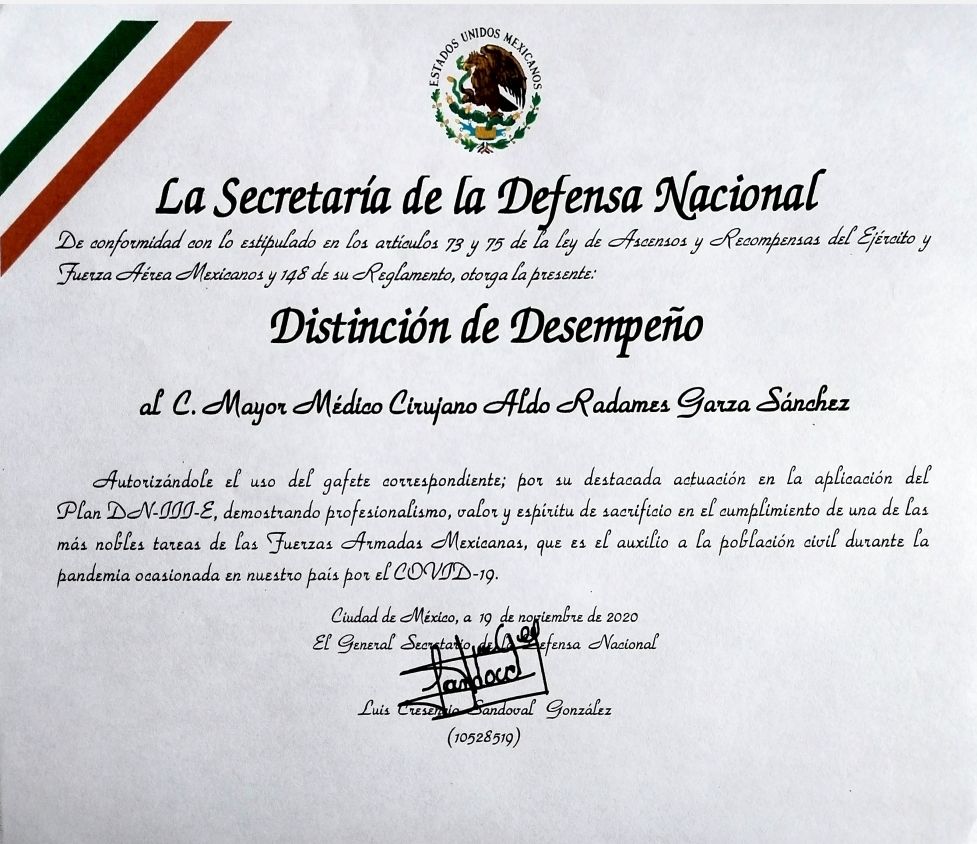 ESTADOS UNIDOS MEXICANOS
La Secretaría de la Defensa Nacional
De conformidad con lo estipulado en los artículos 73 y 75 de la ley de Ascensos y Recompensas del Ejército y
Fuerza Aérea Mexicanos y 148 de su Reglamento, otorga la presente:
Distinción de Desempeño
al C. Mayor Médico Cirujano Aldo Radames Garza Sánchez
Autorizándole el uso del gafete correspondiente; por su destacada actuación en la aplicación del
Plan DN-III-E, demostrando profesionalismo, valor y espíritu de sacrificio en el cumplimiento de una de las
más nobles tareas de las Fuerzas Armadas Mexicanas, que es el auxilio a la población civil durante la
pandemia ocasionada en nuestro país por el COVID-19.
Ciudad de México, a 19 de noviembre de 2020
El General Secretario de la Defensa Nacional
Luis Cresencio Sandoval González
(10528519)